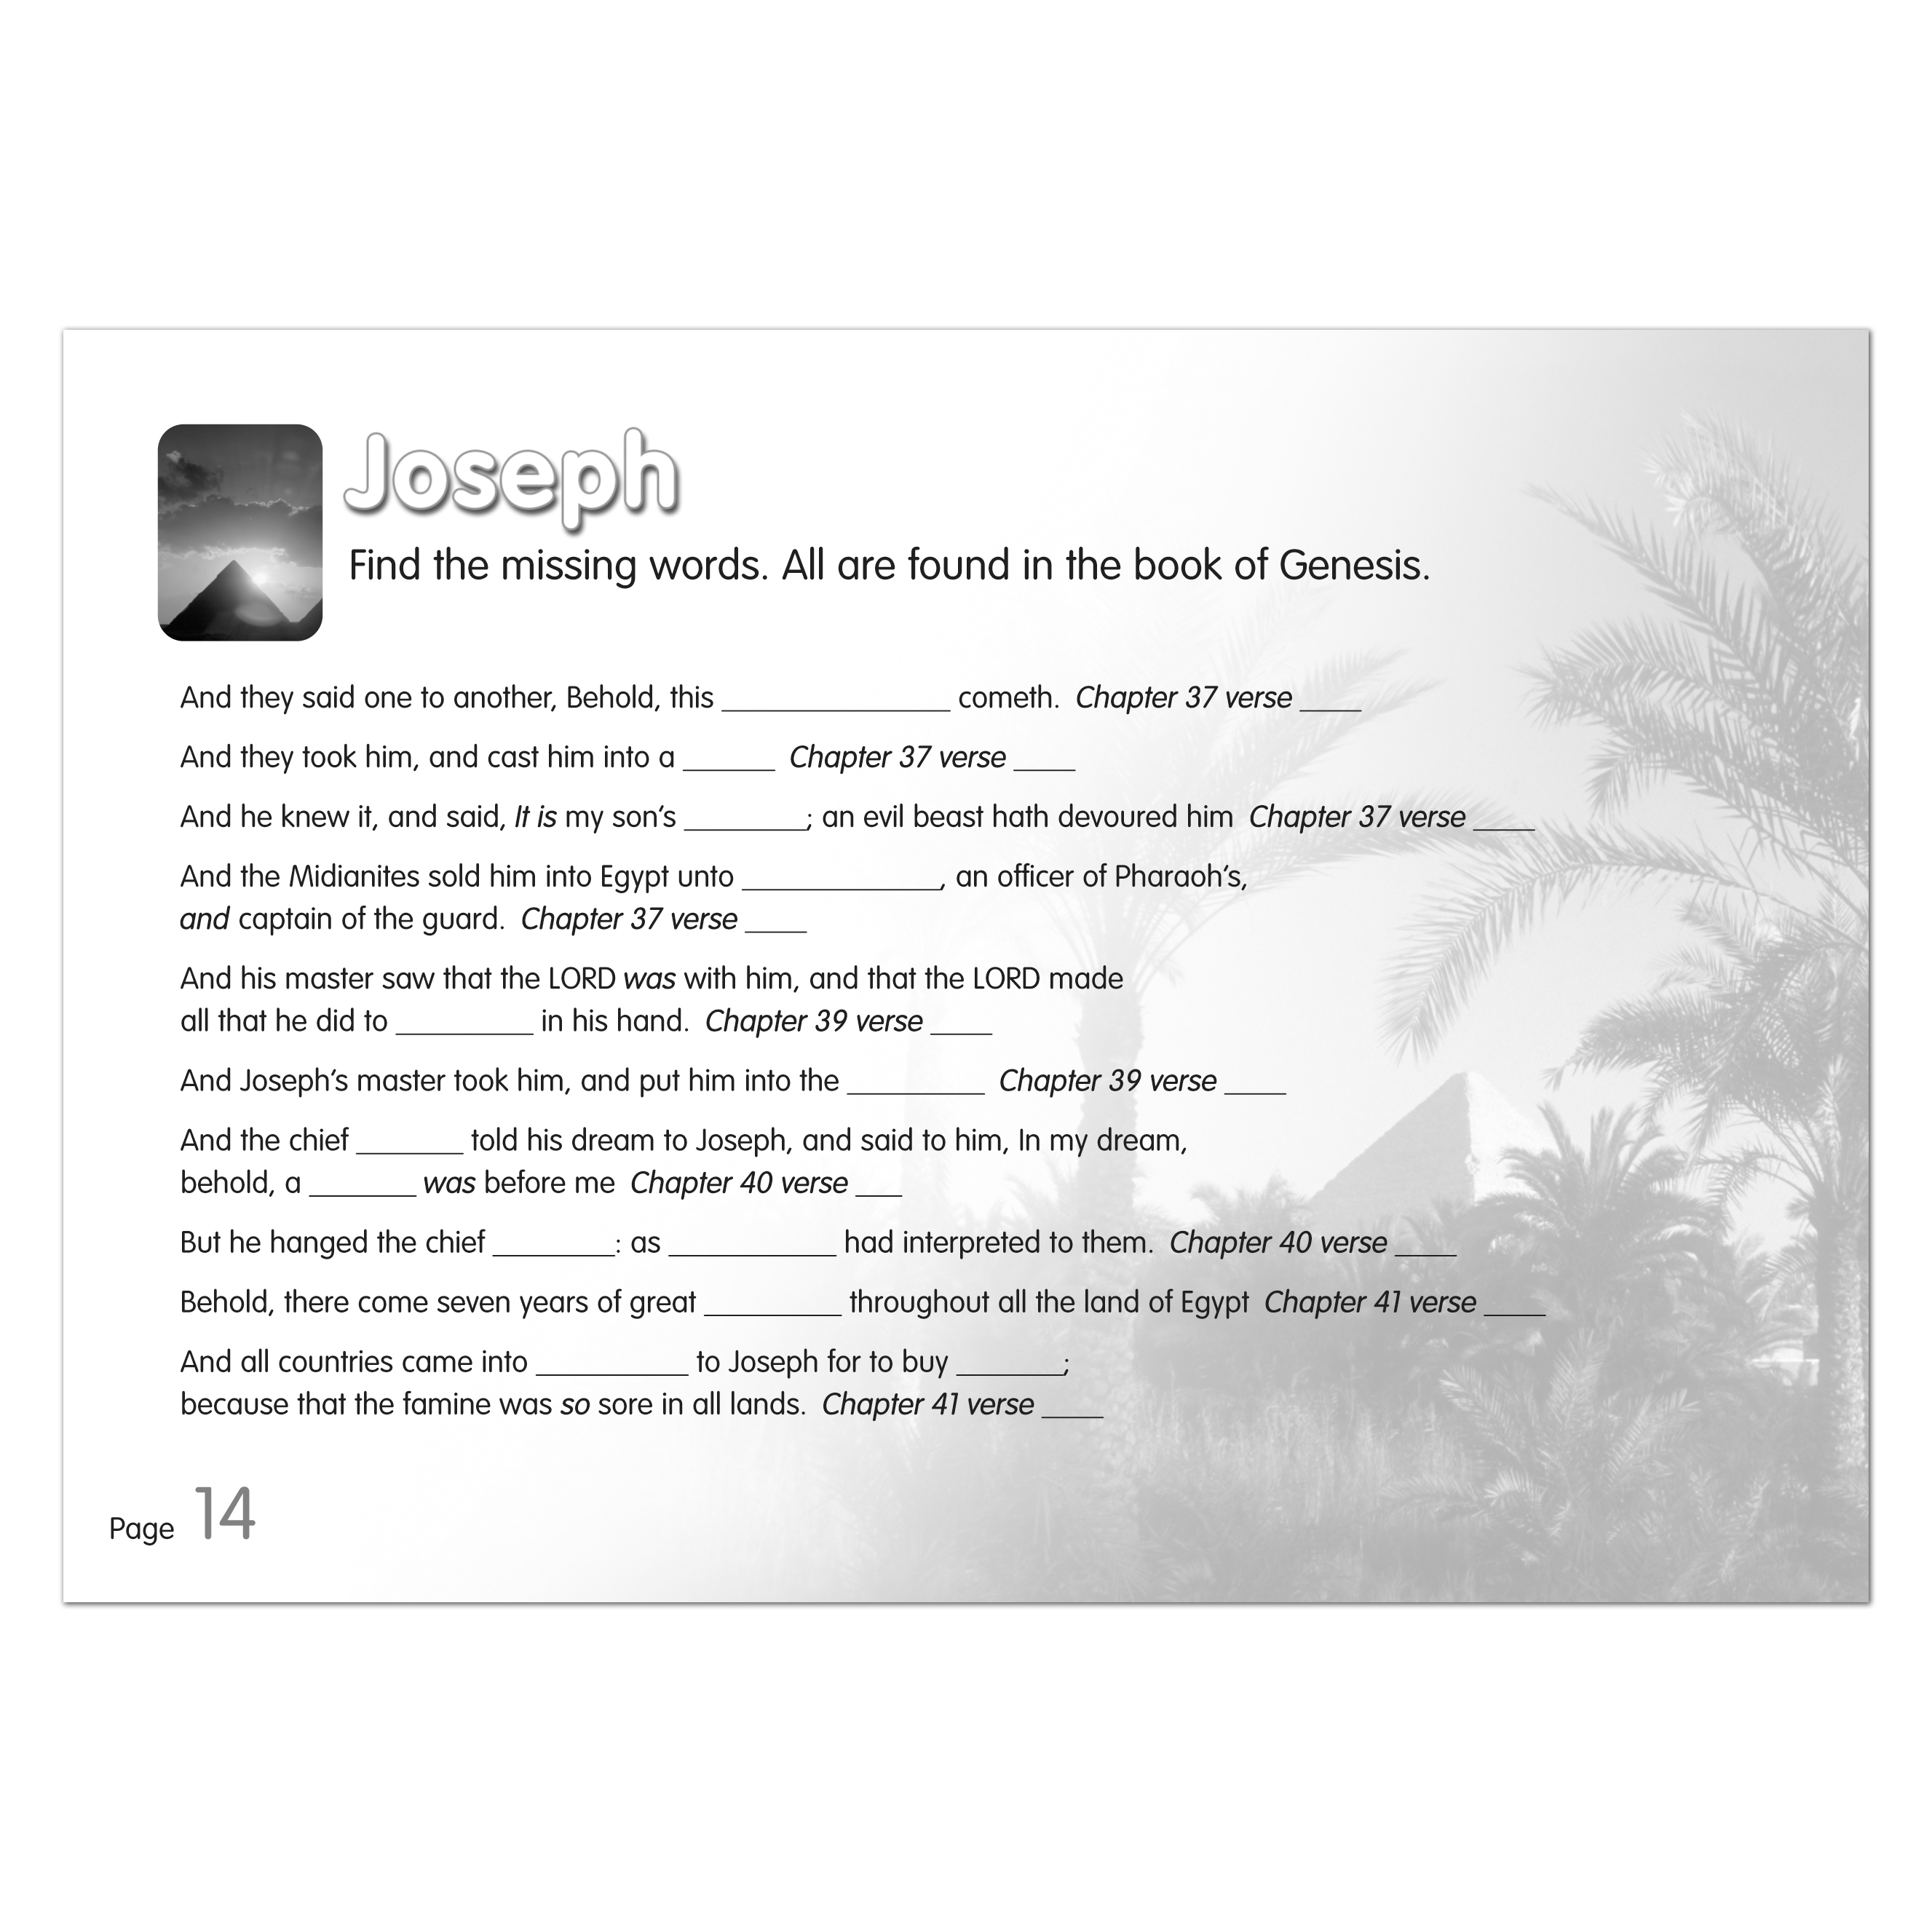 Joseph
Find the missing words. All are found in the book of Genesis.
And they said one to another, Behold, this _______________ cometh. Chapter 37 verse ____
And they took him, and cast him into a ______ Chapter 37 verse ____
And he knew it, and said, It is my son’s ________; an evil beast hath devoured him Chapter 37 verse ____
And the Midianites sold him into Egypt unto _____________, an officer of Pharaoh’s,
and captain of the guard. Chapter 37 verse ____
And his master saw that the LORD was with him, and that the LORD made
all that he did to _________ in his hand. Chapter 39 verse ____
And Joseph’s master took him, and put him into the _________ Chapter 39 verse ____
And the chief _______ told his dream to Joseph, and said to him, In my dream,
behold, a _______ was before me Chapter 40 verse ___
But he hanged the chief ________: as ___________ had interpreted to them. Chapter 40 verse ____
Behold, there come seven years of great _________ throughout all the land of Egypt Chapter 41 verse ____
And all countries came into __________ to Joseph for to buy _______;
because that the famine was so sore in all lands. Chapter 41 verse ____
Page 14